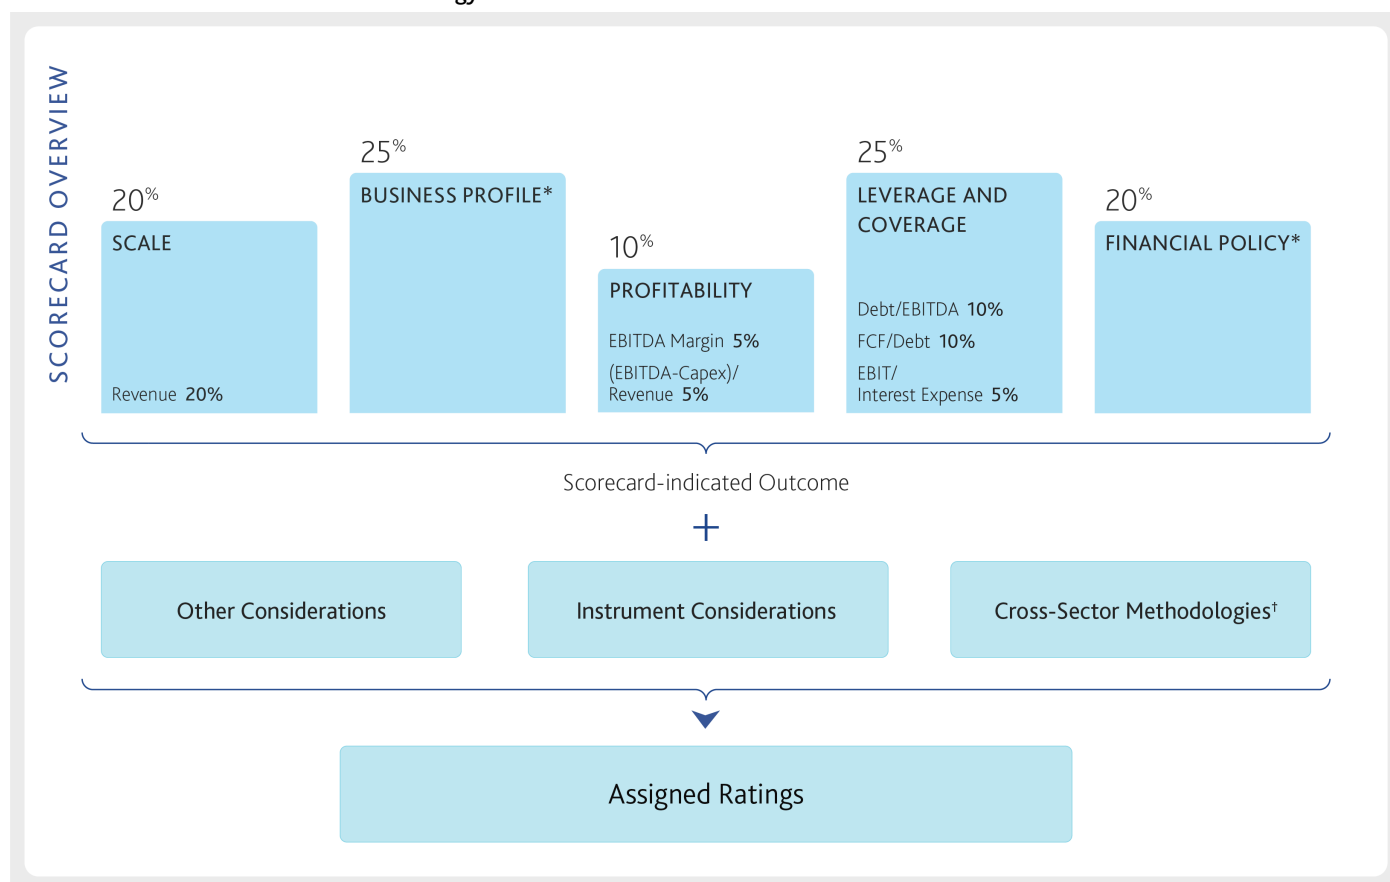 SCORECARD OVERVIEW
20%
SCALE
Revenue 20%
25%
BUSINESS PROFILE*
10%
PROFITABILITY
EBITDA Margin 5%
(EBITDA-Capex)/
Revenue 5%
25%
LEVERAGE AND
COVERAGE
Debt/EBITDA 10%
FCF/Debt 10%
EBIT/
Interest Expense 5%
20%
FINANCIAL POLICY*
Scorecard-indicated Outcome
+
Other Considerations
Instrument Considerations
Cross-Sector Methodologies†
Assigned Ratings